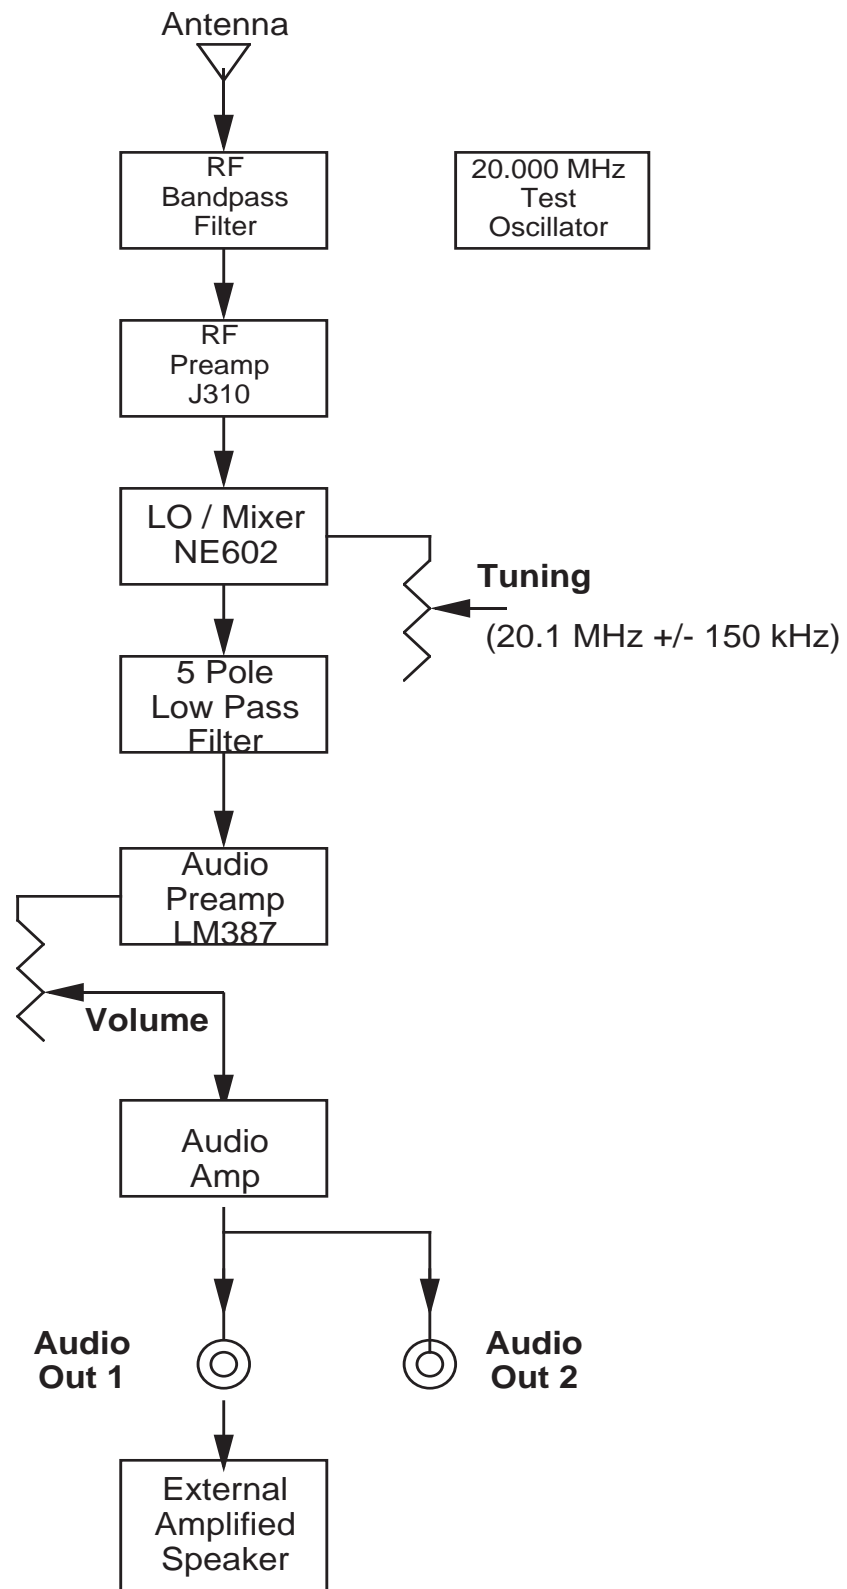 Antenna
RF
Bandpass
Filter
20.000 MHz
Test
Oscillator
RF
Preamp
J310
LO / Mixer
NE602
Tuning
(20.1 MHz +/- 150 kHz)
5 Pole
Low Pass
Filter
Audio
Preamp
LM387
Volume
Audio
Amp
Audio
Out 1
Audio
Out 2
External
Amplified
Speaker